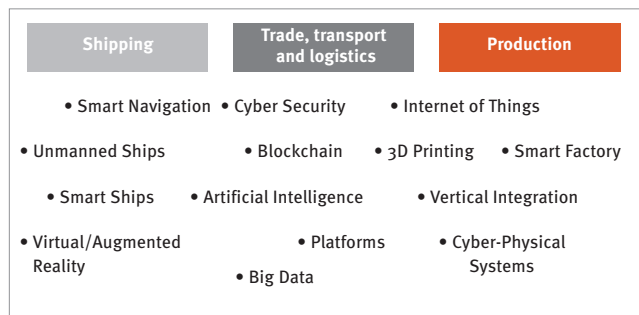 Shipping
Trade, transport
and logistics
Production
• Smart Navigation • Cyber Security • Internet of Things
• Unmanned Ships • Blockchain • 3D Printing • Smart Factory
• Smart Ships • Artificial Intelligence • Vertical Integration
• Virtual/Augmented
Reality
• Platforms • Cyber-Physical
Systems
• Big Data